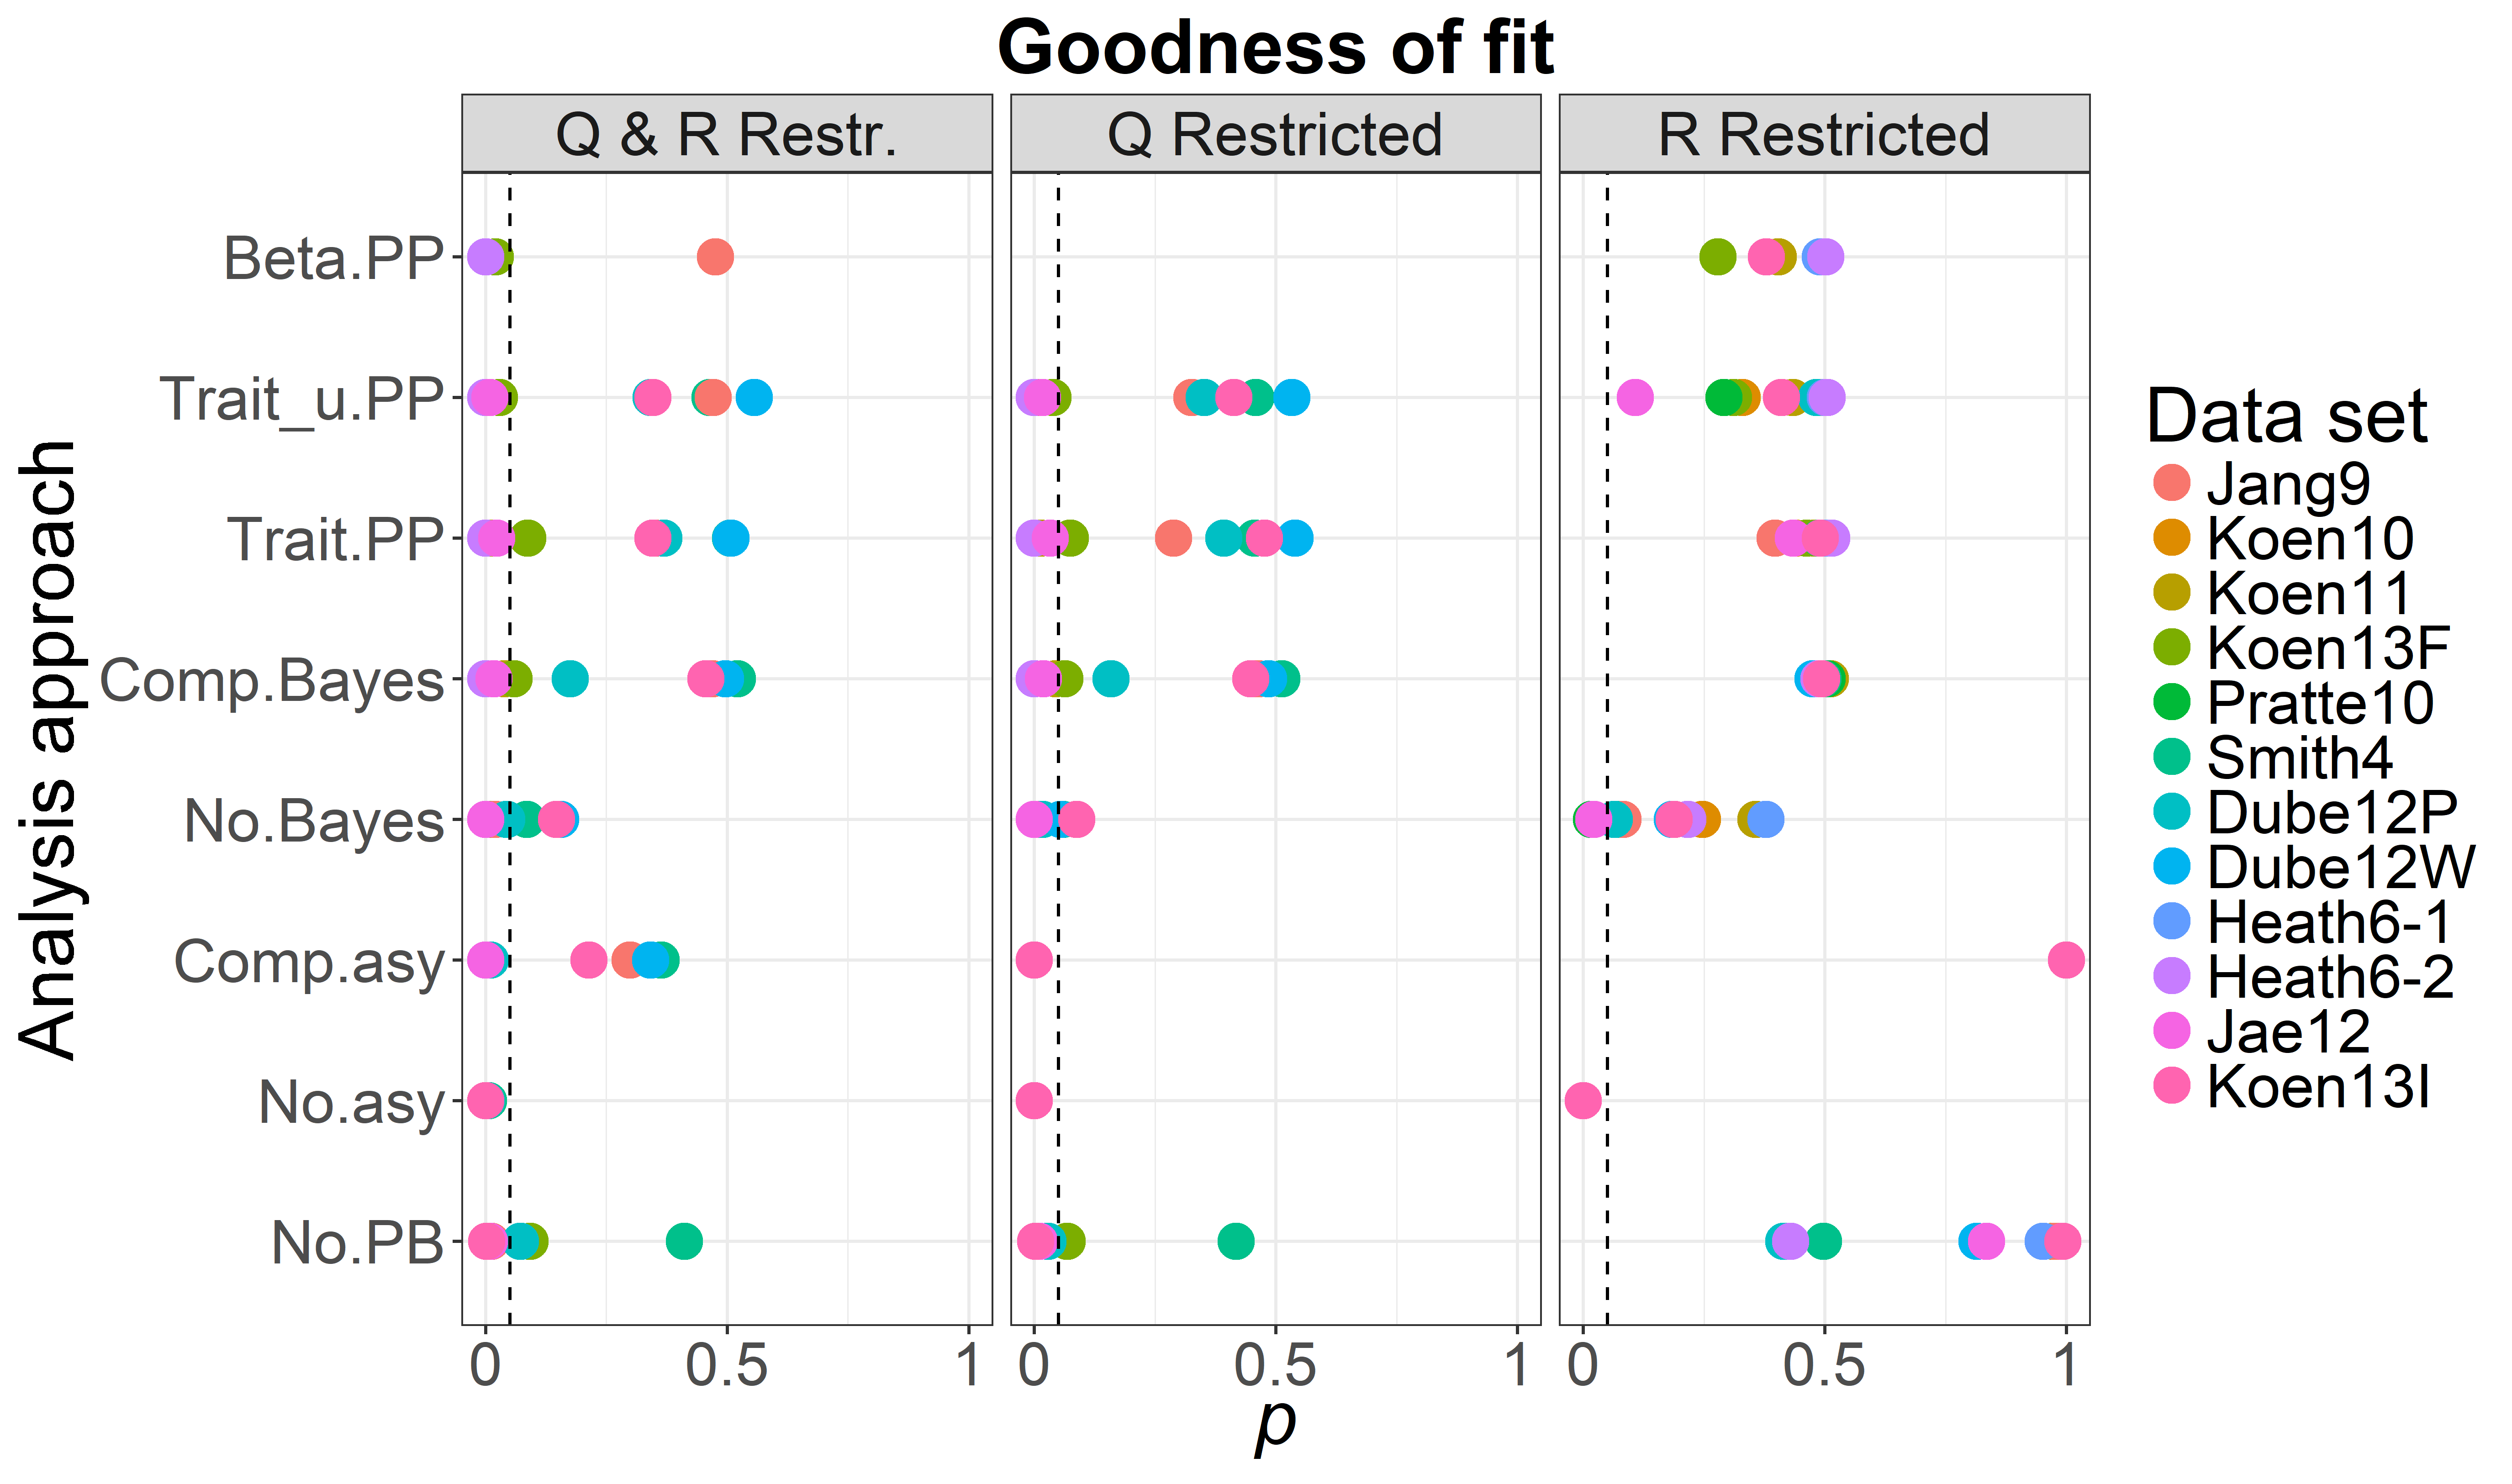 Goodness of fit
Q & R Restr.
Q Restricted
R Restricted
Analysis approach
Beta.PP
Trait_u.PP
Trait.PP
Comp.Bayes
No.Bayes
Comp.asy
No.asy
No.PB
0 0.5 1
0 0.5 1
0 0.5 1
p
Data set
Jang9
Koen10
Koen11
Koen13F
Pratte10
Smith4
Dube12P
Dube12W
Heath6-1
Heath6-2
Jae12
Koen13I